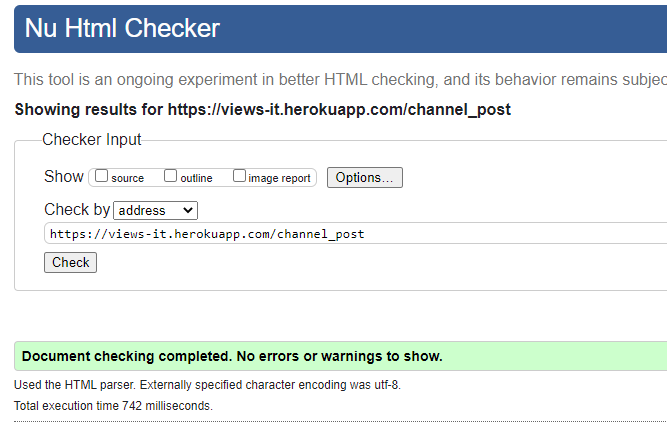 Nu Html Checker
This tool is an ongoing experiment in better HTML checking, and its behavior remains subjec
Showing results for https://views-it.herokuapp.com/channel_post
Checker Input
Show source outline image report Options...
Check by address
https://views-it.herokuapp.com/channel_post
Check
Document checking completed. No errors or warnings to show.
Used the HTML parser. Externally specified character encoding was utf-8.
Total execution time 742 milliseconds.